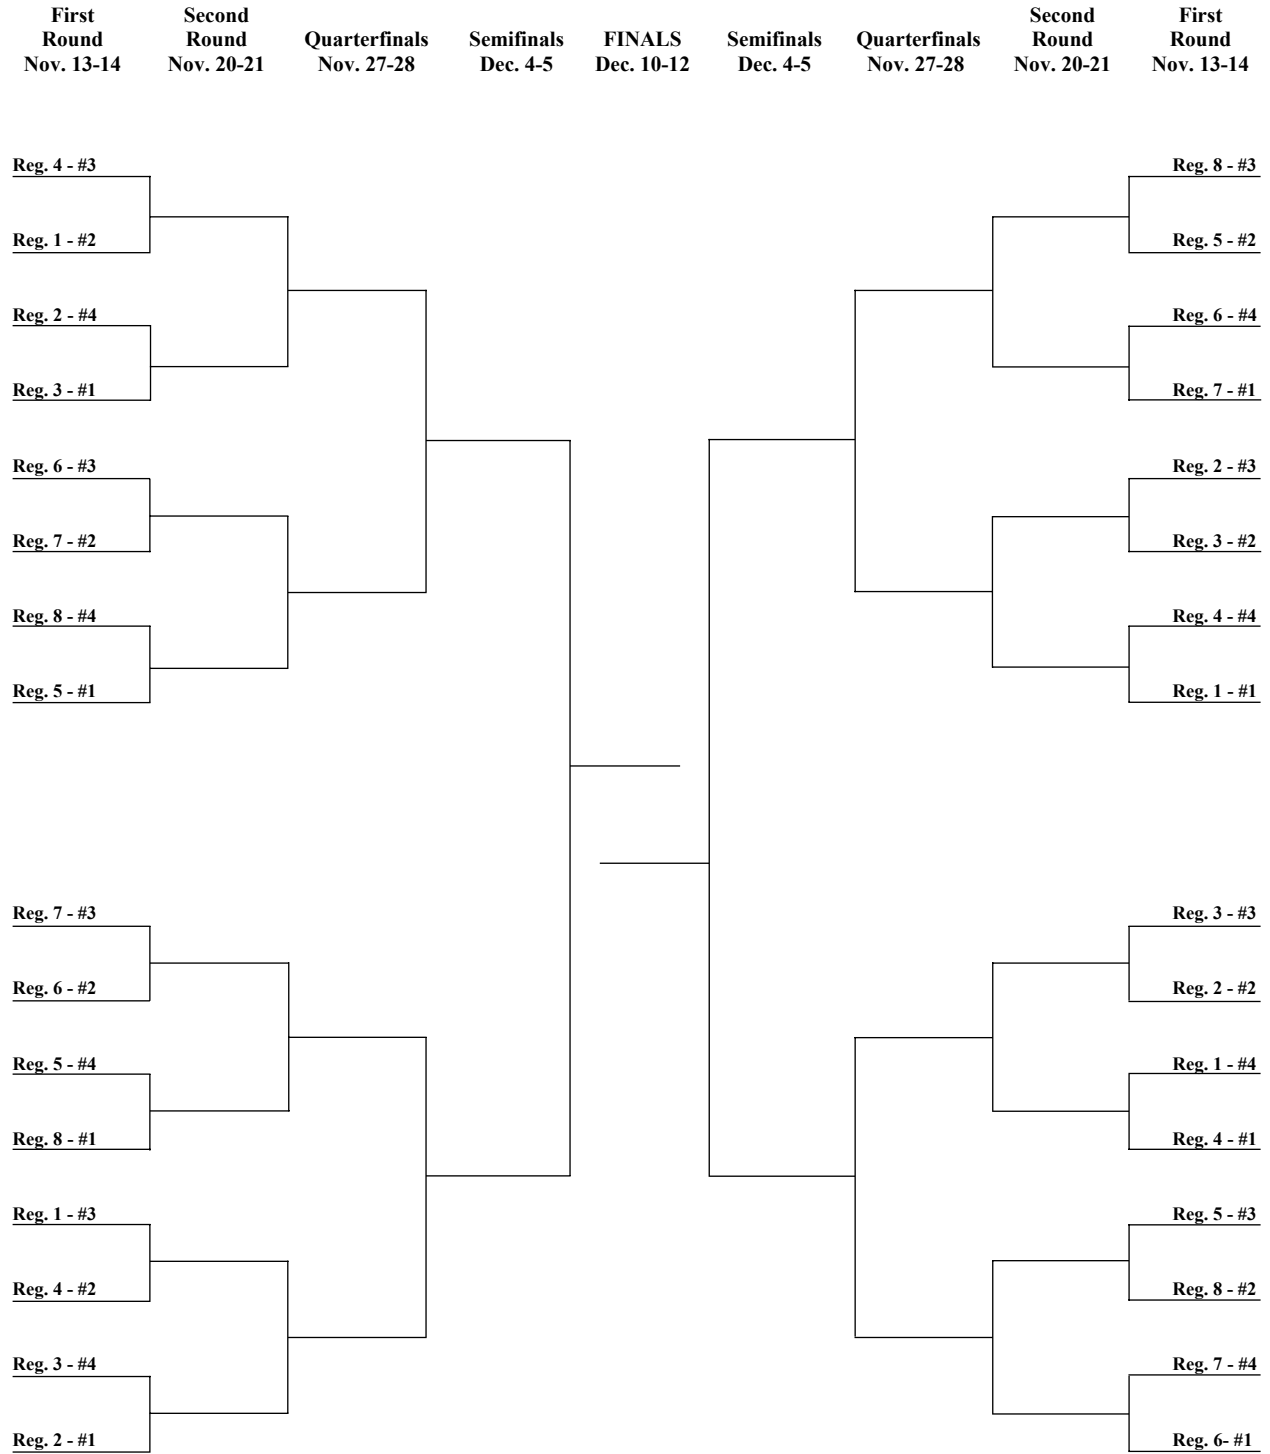 First Round Nov. 13-14
Second Round Nov. 20-21
Quarterfinals Nov. 27-28
Semifinals Dec. 4-5
FINALS Dec. 10-12
Semifinals Dec. 4-5
Quarterfinals Nov. 27-28
Second Round Nov. 20-21
First Round Nov. 13-14
Reg. 4 - #3
Reg. 8 - #3
Reg. 1 - #2
Reg. 5 - #2
Reg. 2 - #4
Reg. 6 - #4
Reg. 3 - #1
Reg. 7 - #1
Reg. 6 - #3
Reg. 2 - #3
Reg. 7 - #2
Reg. 3 - #2
Reg. 8 - #4
Reg. 4 - #4
Reg. 5 - #1
Reg. 1 - #1
Reg. 7 - #3
Reg. 3 - #3
Reg. 6 - #2
Reg. 2 - #2
Reg. 5 - #4
Reg. 1 - #4
Reg. 8 - #1
Reg. 4 - #1
Reg. 1 - #3
Reg. 5 - #3
Reg. 4 - #2
Reg. 8 - #2
Reg. 3 - #4
Reg. 7 - #4
Reg. 2 - #1
Reg. 6- #1